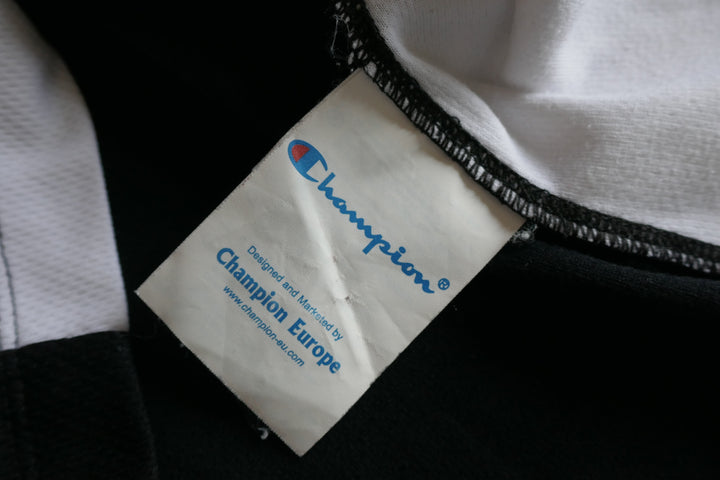 Champion®
Designed and Marketed by
Champion Europe
www.champion-eu.com